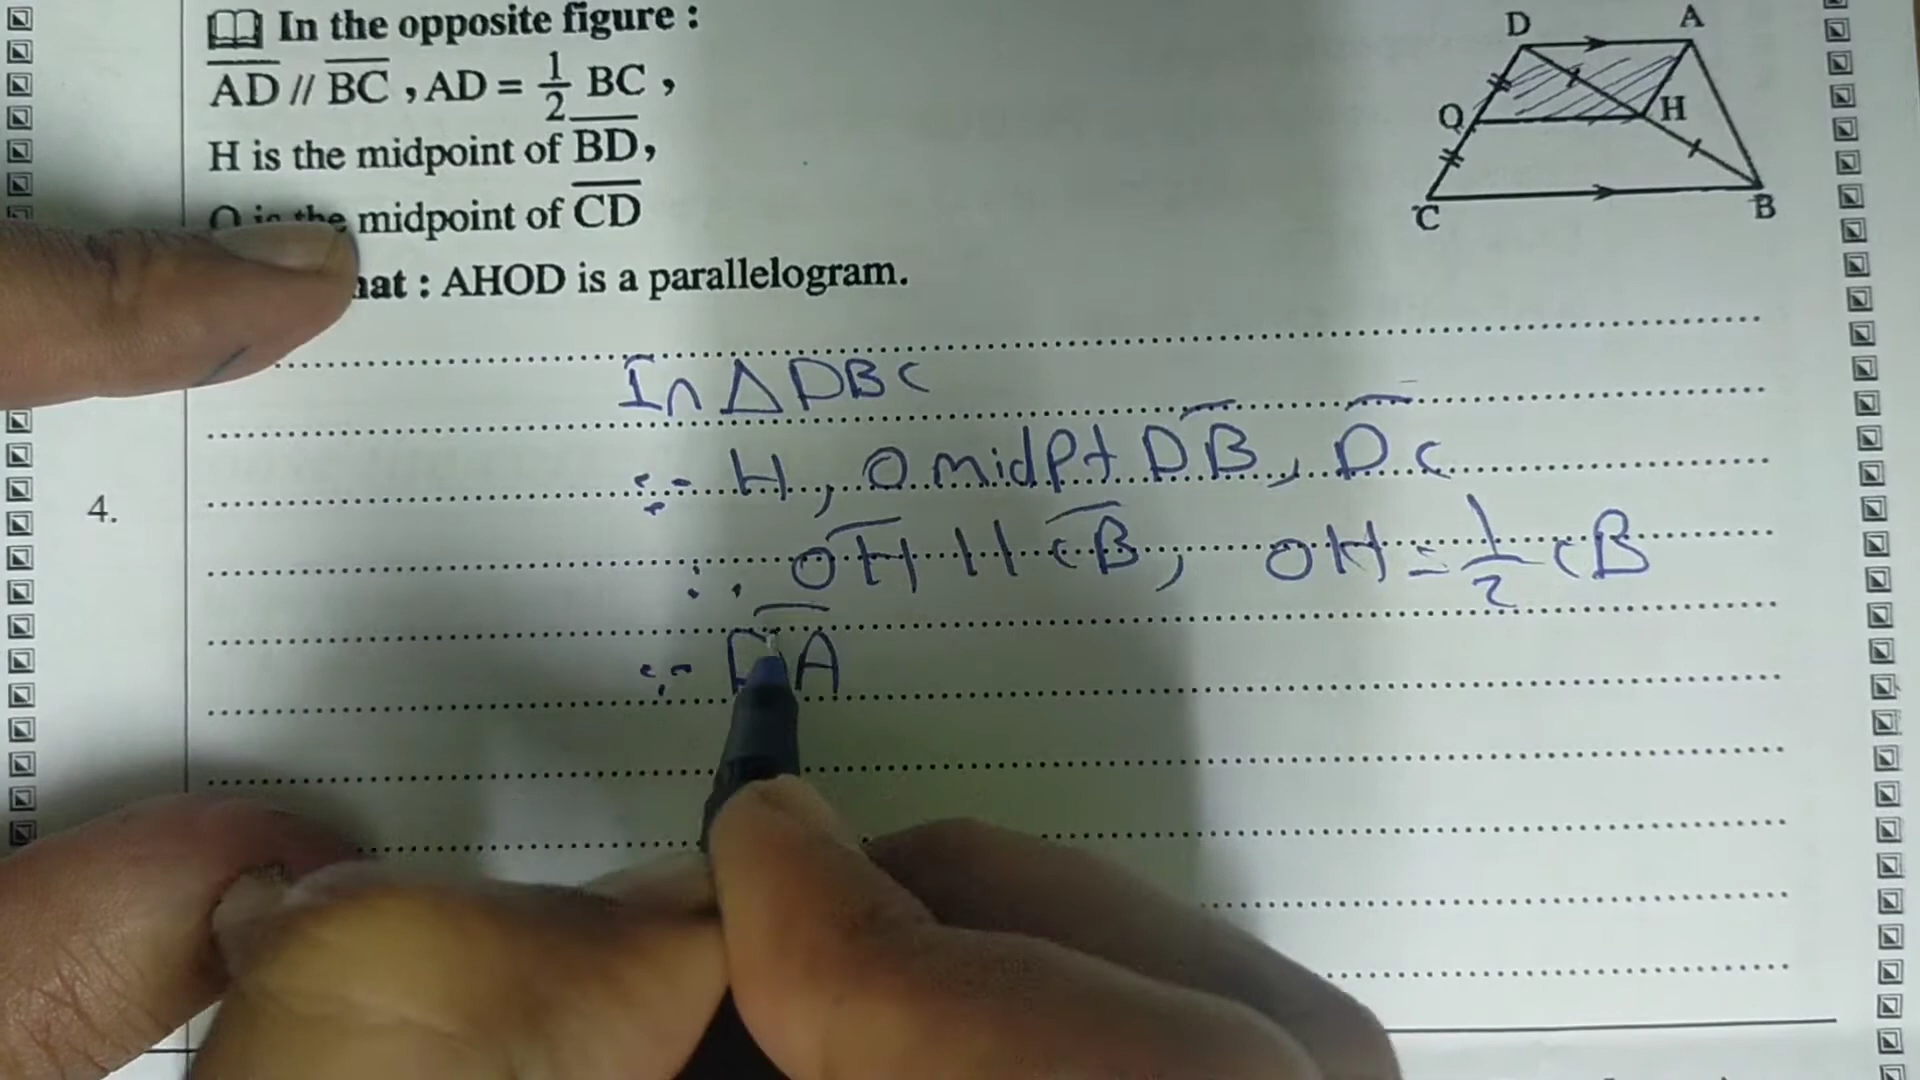 In the opposite figure :
AD // BC , AD = 1/2 BC ,
H is the midpoint of BD,
midpoint of CD
: AHOD is a parallelogram.
D A
O H
C B
4.
In △ DBC
∵ H, O midpt DB, DC
∴ OH // CB, OH = 1/2 CB
∵ DA